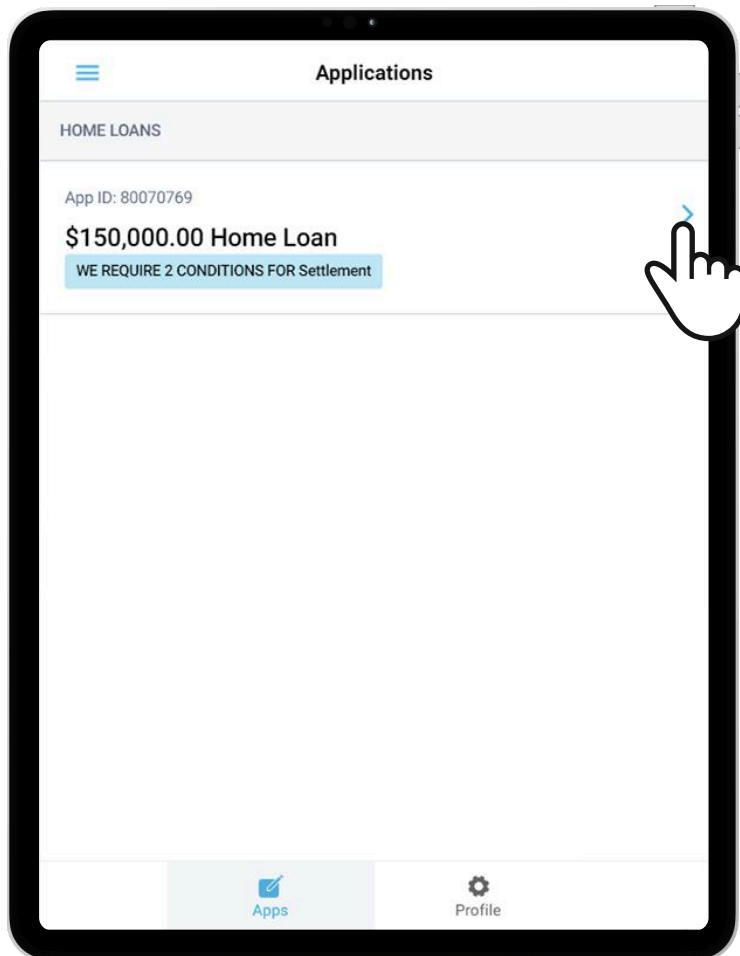 Applications
HOME LOANS
App ID: 80070769
$150,000.00 Home Loan
WE REQUIRE 2 CONDITIONS FOR Settlement
Apps
Profile